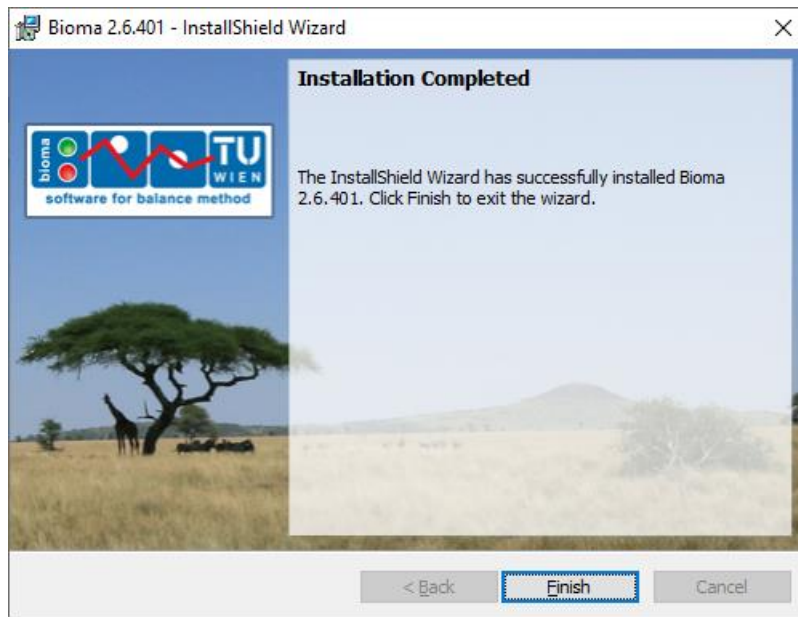 Bioma 2.6.401 - InstallShield Wizard
Installation Completed
bioma
TU
WIEN
software for balance method
The InstallShield Wizard has successfully installed Bioma
2.6.401. Click Finish to exit the wizard.
< Back
Finish
Cancel